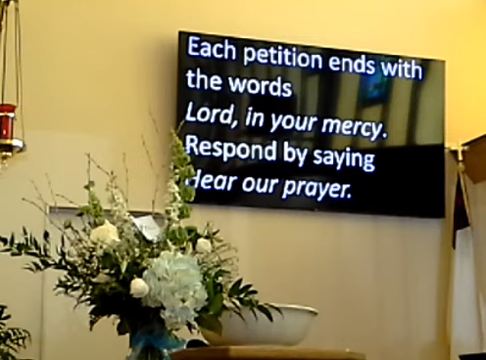 Each petition ends with
the words
Lord, in your mercy.
Respond by saying
Hear our prayer.